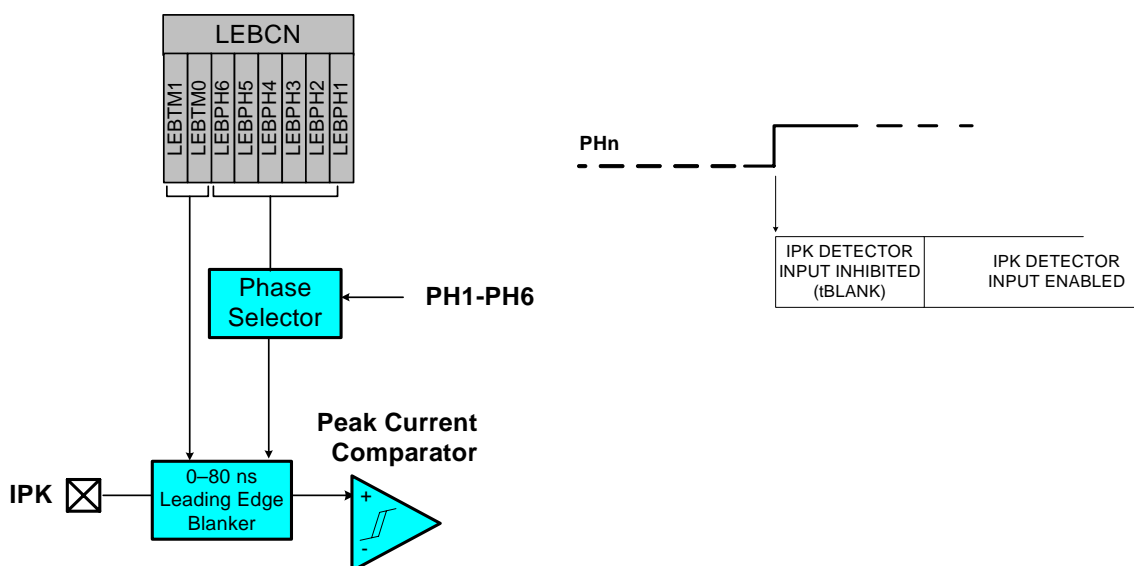 LEBCN
LEBTM1
LEBTM0
LEBPH6
LEBPH5
LEBPH4
LEBPH3
LEBPH2
LEBPH1
Phase
Selector
PH1-PH6
Peak Current
Comparator
IPK
0–80 ns
Leading Edge
Blanker
+
-
PHn
IPK DETECTOR
INPUT INHIBITED
(tBLANK)
IPK DETECTOR
INPUT ENABLED